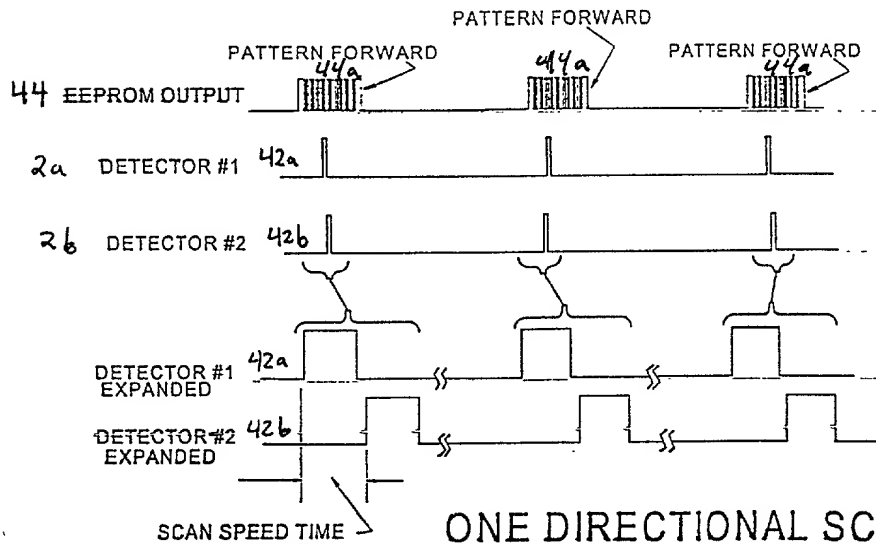 PATTERN FORWARD
PATTERN FORWARD
PATTERN FORWARD
44 EEPROM OUTPUT 44a 44a 44a
2a DETECTOR #1 42a
2b DETECTOR #2 42b
DETECTOR #1 42a
EXPANDED
DETECTOR #2 42b
EXPANDED
SCAN SPEED TIME
ONE DIRECTIONAL SC